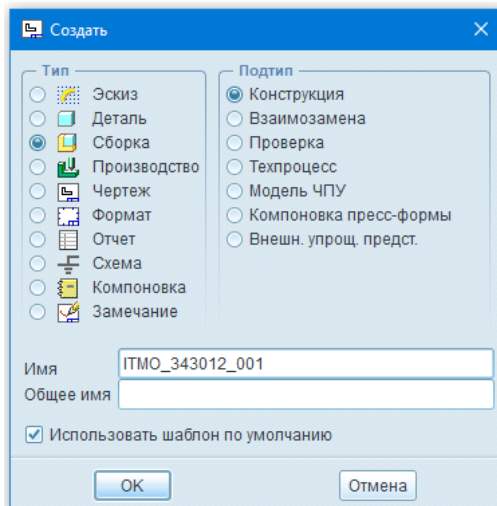 Создать
Тип
Эскиз
Деталь
Сборка
Производство
Чертеж
Формат
Отчет
Схема
Компоновка
Замечание
Подтип
Конструкция
Взаимозамена
Проверка
Техпроцесс
Модель ЧПУ
Компоновка пресс-формы
Внешн. упрощ. предст.
Имя ITMO_343012_001
Общее имя
Использовать шаблон по умолчанию
OK Отмена